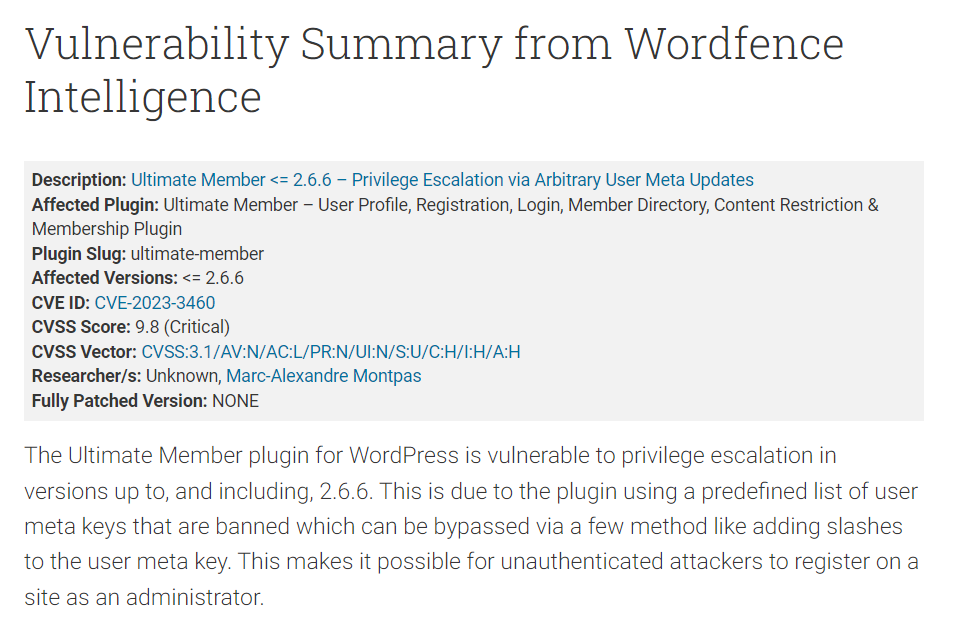 Vulnerability Summary from Wordfence
Intelligence
Description: Ultimate Member <= 2.6.6 – Privilege Escalation via Arbitrary User Meta Updates
Affected Plugin: Ultimate Member – User Profile, Registration, Login, Member Directory, Content Restriction &
Membership Plugin
Plugin Slug: ultimate-member
Affected Versions: <= 2.6.6
CVE ID: CVE-2023-3460
CVSS Score: 9.8 (Critical)
CVSS Vector: CVSS:3.1/AV:N/AC:L/PR:N/UI:N/S:U/C:H/I:H/A:H
Researcher/s: Unknown, Marc-Alexandre Montpas
Fully Patched Version: NONE
The Ultimate Member plugin for WordPress is vulnerable to privilege escalation in
versions up to, and including, 2.6.6. This is due to the plugin using a predefined list of user
meta keys that are banned which can be bypassed via a few method like adding slashes
to the user meta key. This makes it possible for unauthenticated attackers to register on a
site as an administrator.